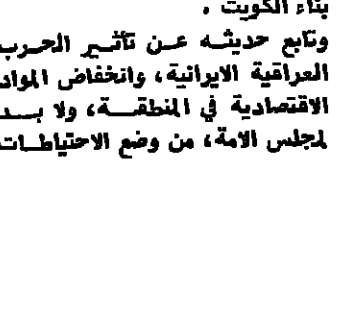 بناء الكويت .
وتابع حديثه عن تأثير الحرب
العراقية الايرانية، وانخفاض المواد
الاقتصادية في المنطقة، ولا بد
لمجلس الامة، من وضع الاحتياطات